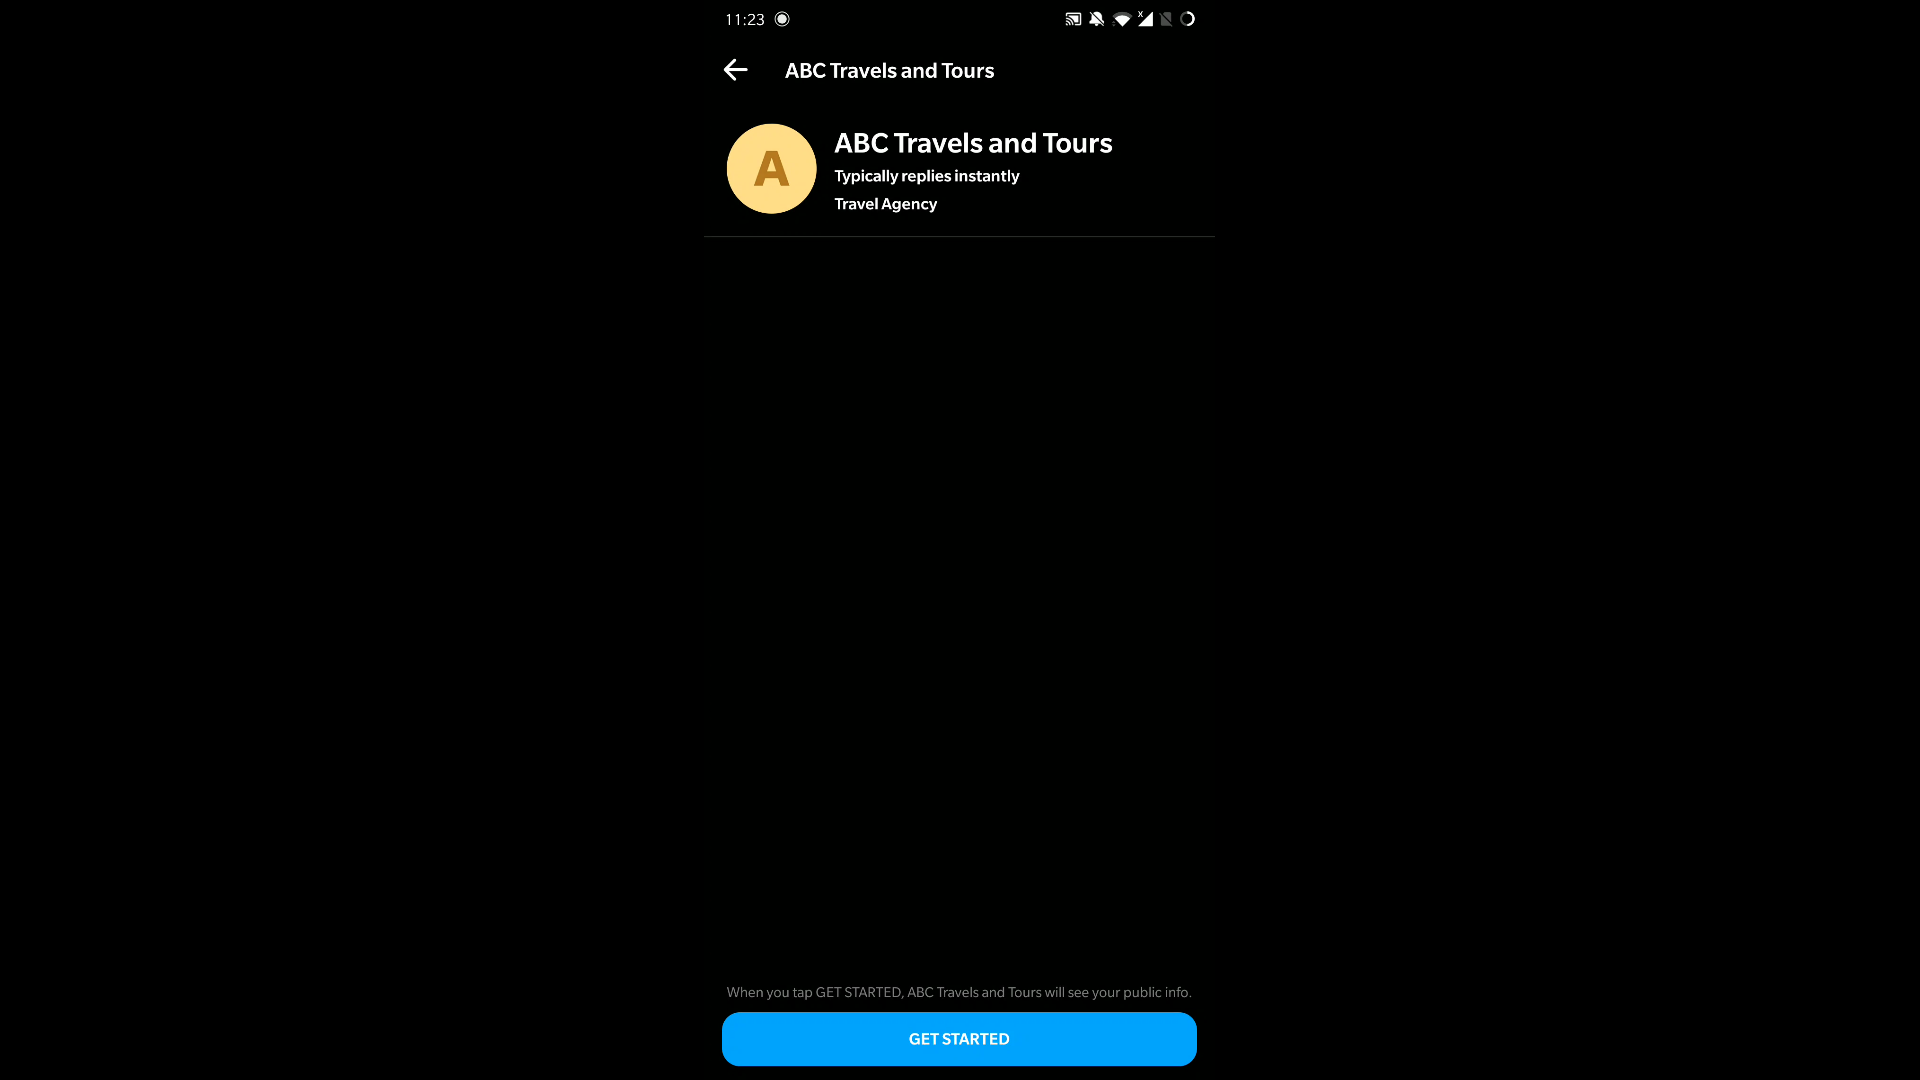 11:23
ABC Travels and Tours
A
ABC Travels and Tours
Typically replies instantly
Travel Agency
When you tap GET STARTED, ABC Travels and Tours will see your public info.
GET STARTED